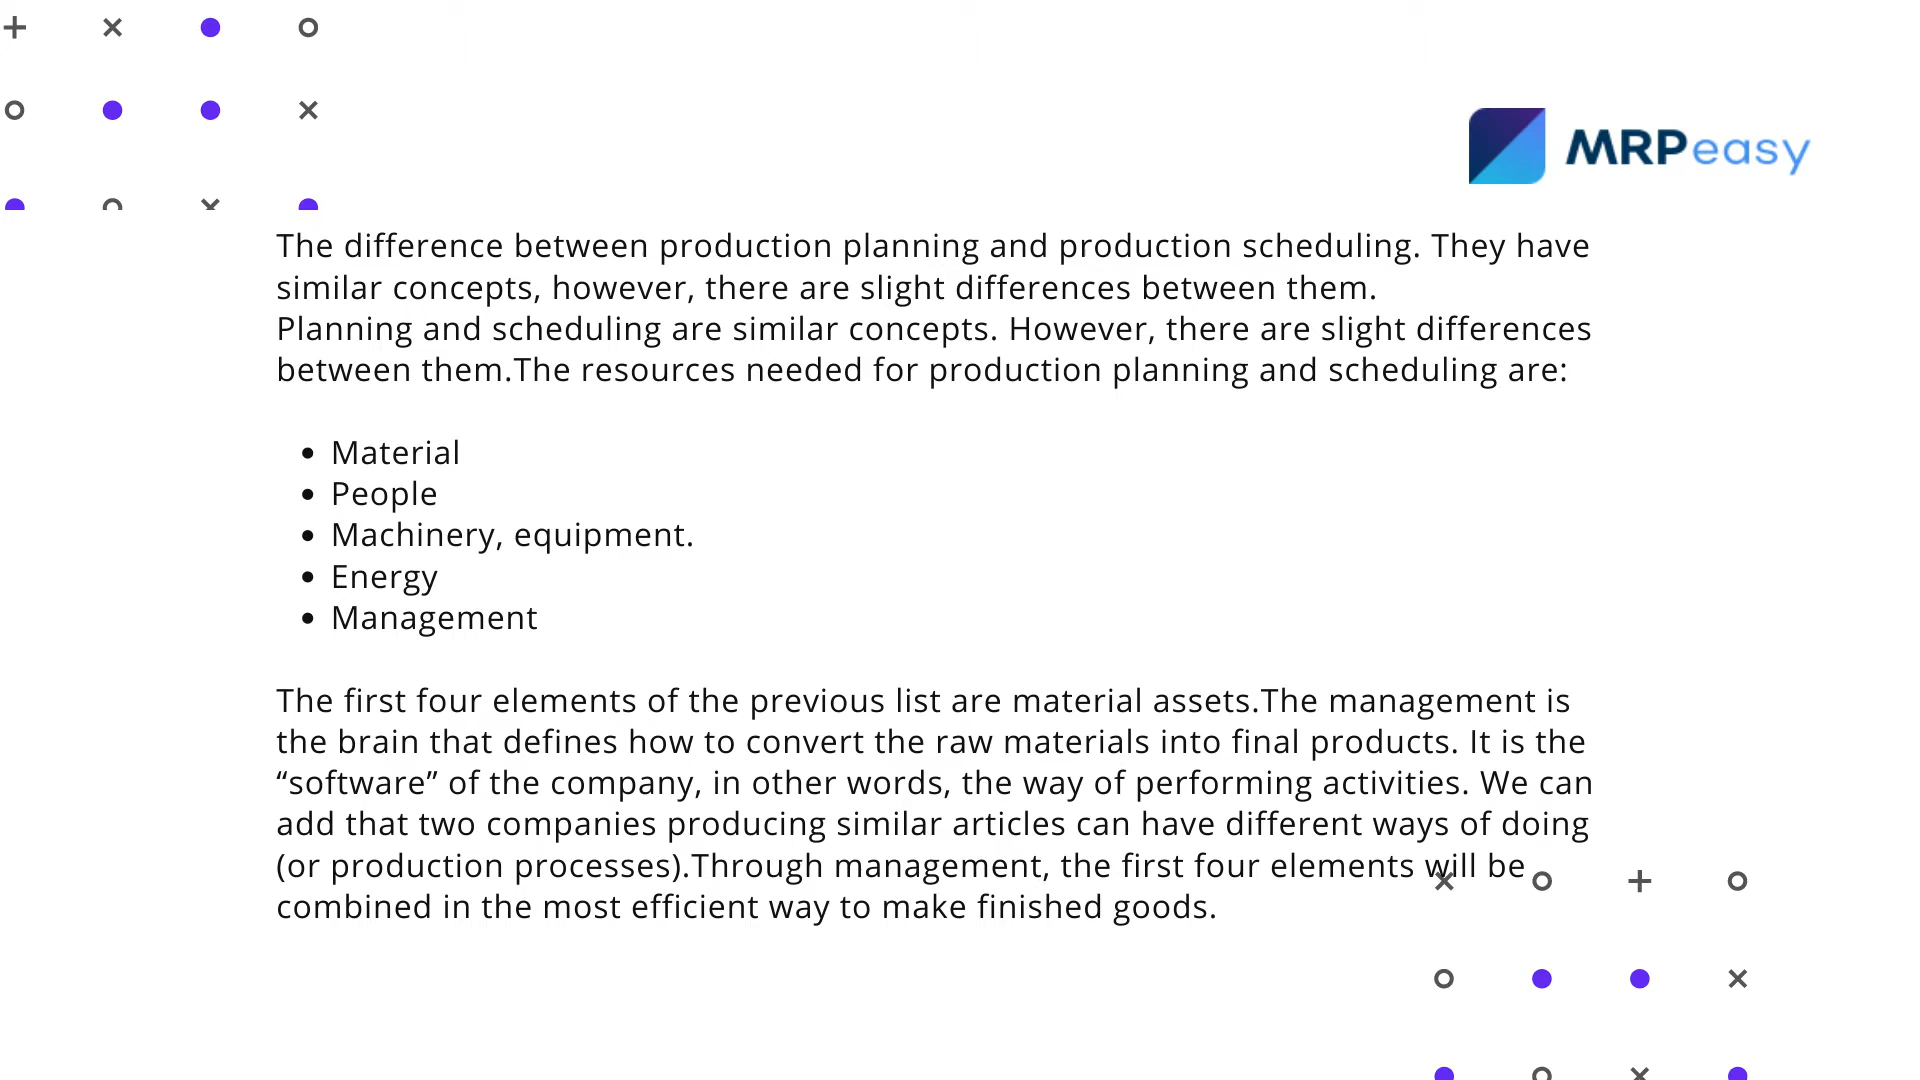 MRPeasy
The difference between production planning and production scheduling. They have
similar concepts, however, there are slight differences between them.
Planning and scheduling are similar concepts. However, there are slight differences
between them.The resources needed for production planning and scheduling are:
• Material
• People
• Machinery, equipment.
• Energy
• Management
The first four elements of the previous list are material assets.The management is
the brain that defines how to convert the raw materials into final products. It is the
“software” of the company, in other words, the way of performing activities. We can
add that two companies producing similar articles can have different ways of doing
(or production processes).Through management, the first four elements will be
combined in the most efficient way to make finished goods.